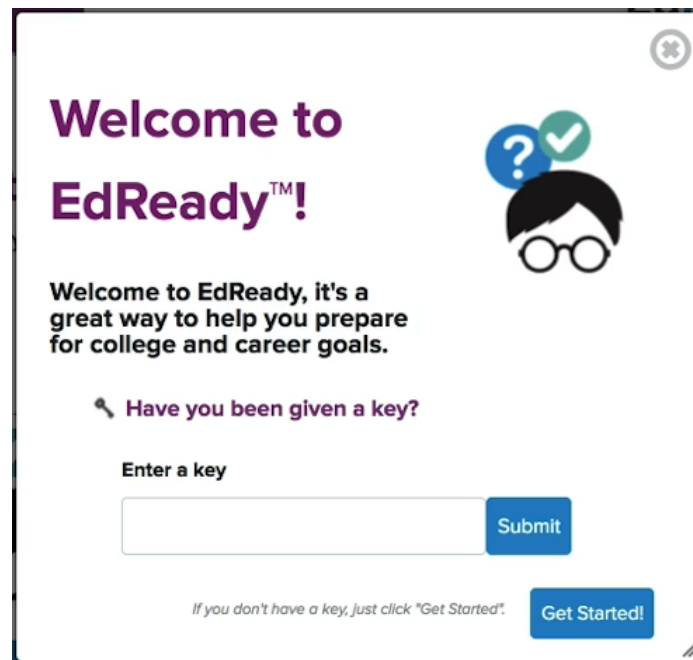 Welcome to
EdReady™!
Welcome to EdReady, it's a
great way to help you prepare
for college and career goals.
Have you been given a key?
Enter a key
Submit
If you don't have a key, just click "Get Started".
Get Started!